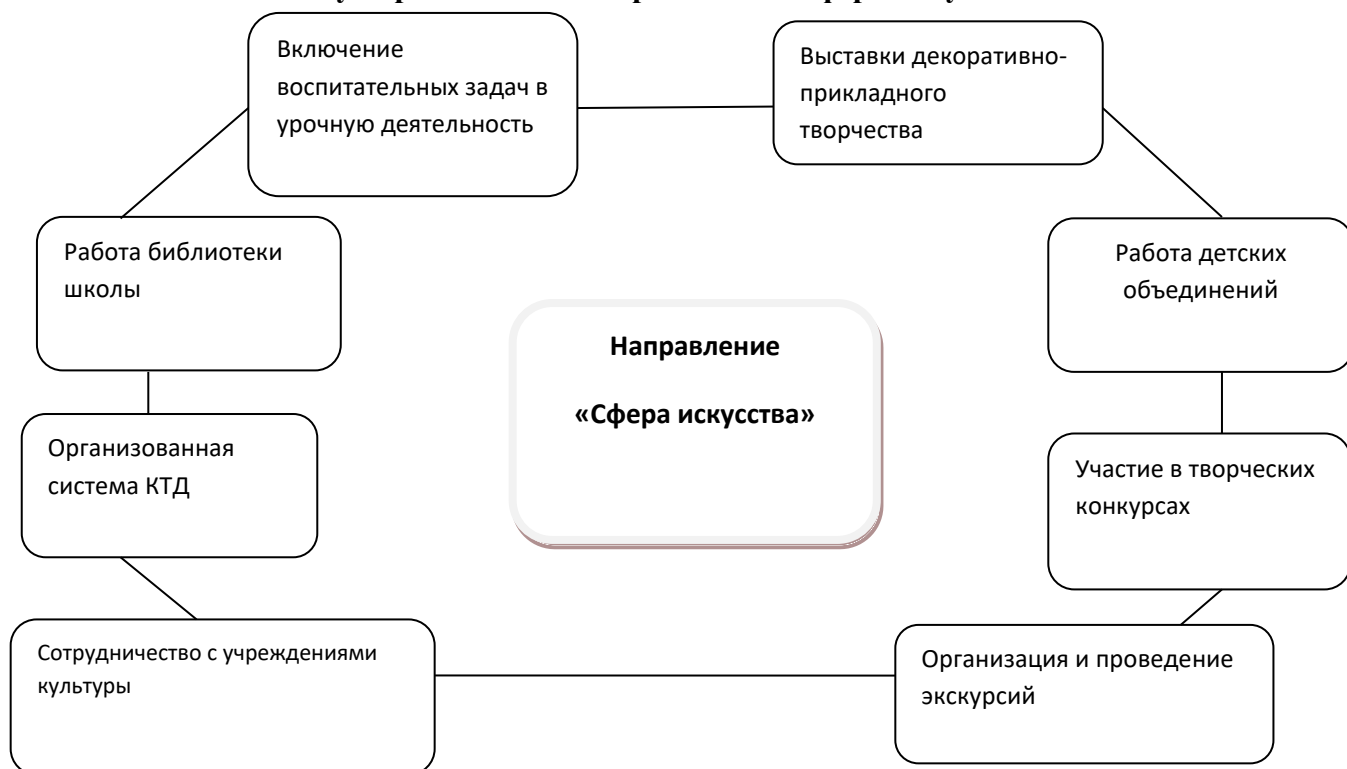 Включение
воспитательных задач в
урочную деятельность
Выставки декоративно-
прикладного
творчества
Работа библиотеки
школы
Работа детских
объединений
Направление
«Сфера искусства»
Организованная
система КТД
Участие в творческих
конкурсах
Сотрудничество с учреждениями
культуры
Организация и проведение
экскурсий